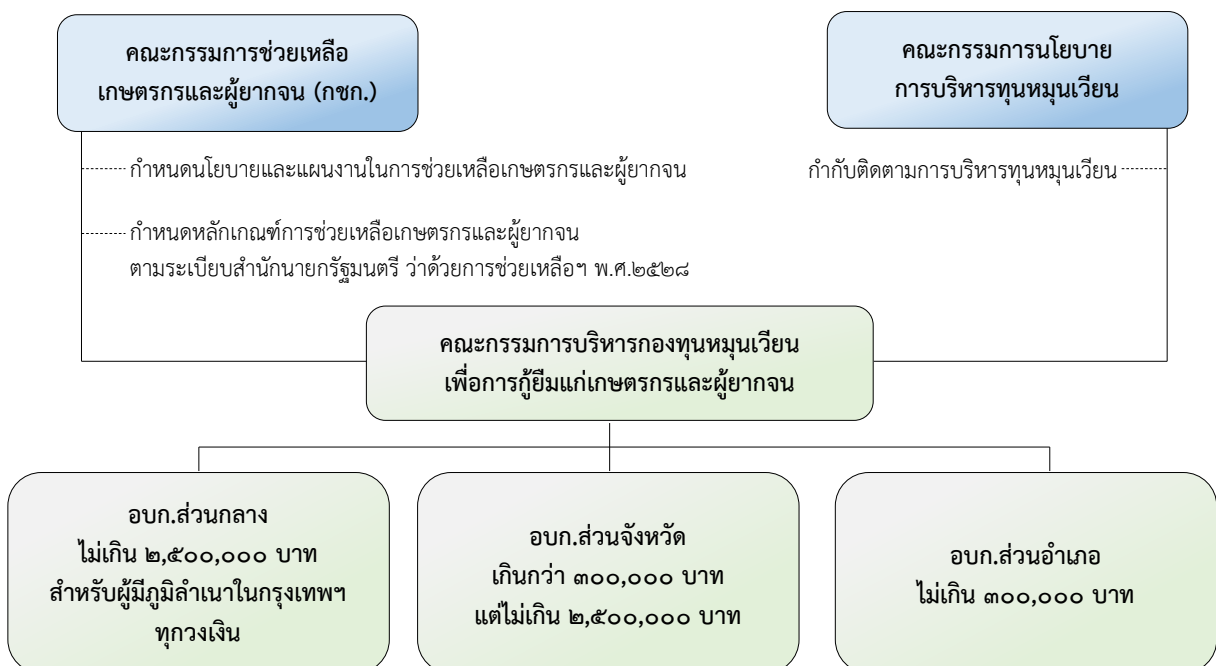 คณะกรรมการช่วยเหลือ
เกษตรกรและผู้ยากจน (กชก.)
คณะกรรมการนโยบาย
การบริหารทุนหมุนเวียน
กำหนดนโยบายและแผนงานในการช่วยเหลือเกษตรกรและผู้ยากจน
กำกับติดตามการบริหารทุนหมุนเวียน
กำหนดหลักเกณฑ์การช่วยเหลือเกษตรกรและผู้ยากจน
ตามระเบียบสำนักนายกรัฐมนตรี ว่าด้วยการช่วยเหลือฯ พ.ศ.๒๕๒๘
คณะกรรมการบริหารกองทุนหมุนเวียน
เพื่อการกู้ยืมแก่เกษตรกรและผู้ยากจน
อบก.ส่วนกลาง
ไม่เกิน ๒,๕๐๐,๐๐๐ บาท
สำหรับผู้มีภูมิลำเนาในกรุงเทพฯ
ทุกวงเงิน
อบก.ส่วนจังหวัด
เกินกว่า ๓๐๐,๐๐๐ บาท
แต่ไม่เกิน ๒,๕๐๐,๐๐๐ บาท
อบก.ส่วนอำเภอ
ไม่เกิน ๓๐๐,๐๐๐ บาท